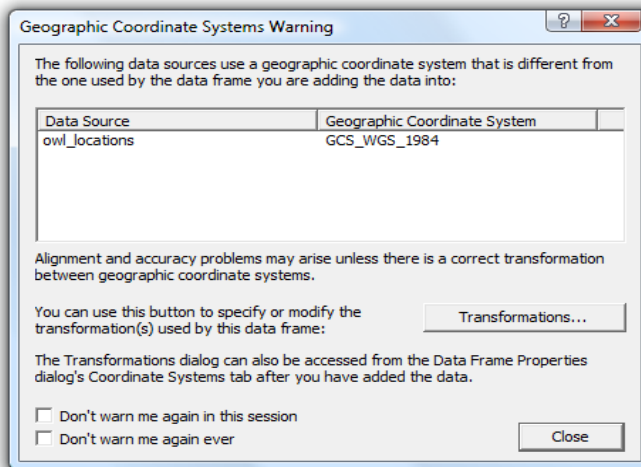 Geographic Coordinate Systems Warning
The following data sources use a geographic coordinate system that is different from
the one used by the data frame you are adding the data into:
Data Source Geographic Coordinate System
owl_locations GCS_WGS_1984
Alignment and accuracy problems may arise unless there is a correct transformation
between geographic coordinate systems.
You can use this button to specify or modify the
transformation(s) used by this data frame:
Transformations...
The Transformations dialog can also be accessed from the Data Frame Properties
dialog's Coordinate Systems tab after you have added the data.
Don't warn me again in this session
Don't warn me again ever
Close